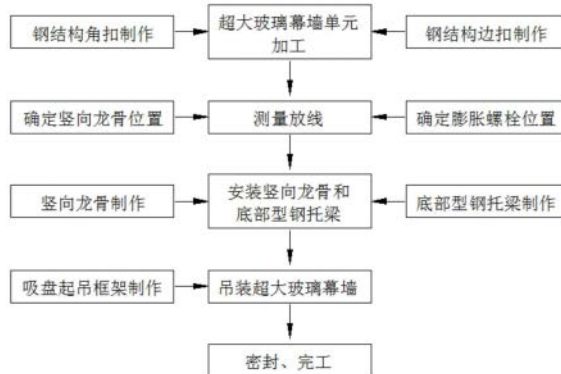 钢结构角扣制作
超大玻璃幕墙单元
加工
钢结构边扣制作
确定竖向龙骨位置
测量放线
确定膨胀螺栓位置
竖向龙骨制作
安装竖向龙骨和
底部型钢托梁
底部型钢托梁制作
吸盘起吊框架制作
吊装超大玻璃幕墙
密封、完工